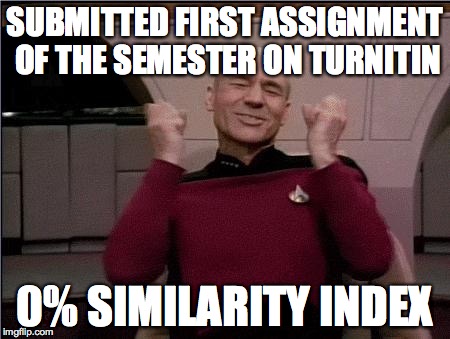 SUBMITTED FIRST ASSIGNMENT
OF THE SEMESTER ON TURNITIN
0% SIMILARITY INDEX
imgflip.com